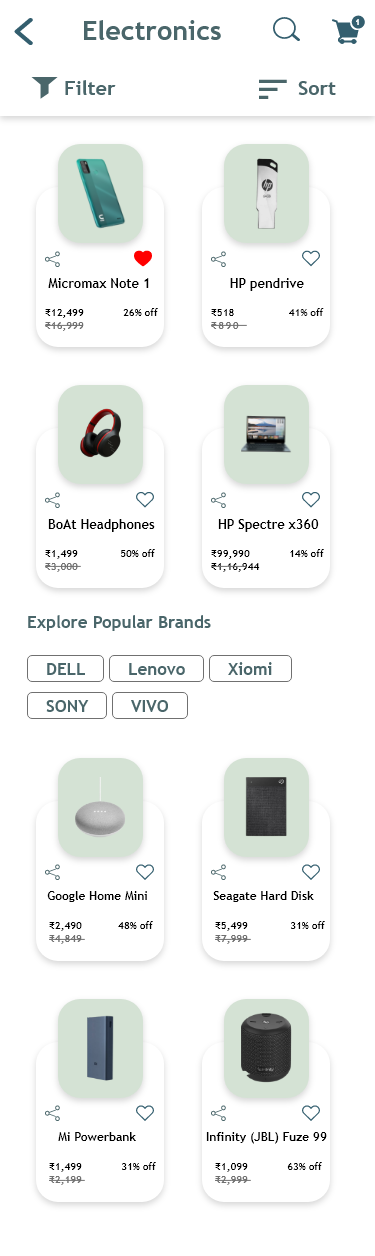 Electronics
1
Filter
Sort
hp
Micromax Note 1
HP pendrive
₹12,499 26% off
₹16,999
₹518 41% off
₹890
BoAt Headphones
HP Spectre x360
₹1,499 50% off
₹3,000
₹99,990 14% off
₹1,16,944
Explore Popular Brands
DELL
Lenovo
Xiomi
SONY
VIVO
Google Home Mini
Seagate Hard Disk
₹2,490 48% off
₹4,849
₹5,499 31% off
₹7,999
Mi Powerbank
Infinity (JBL) Fuze 99
₹1,499 31% off
₹2,199
₹1,099 63% off
₹2,999